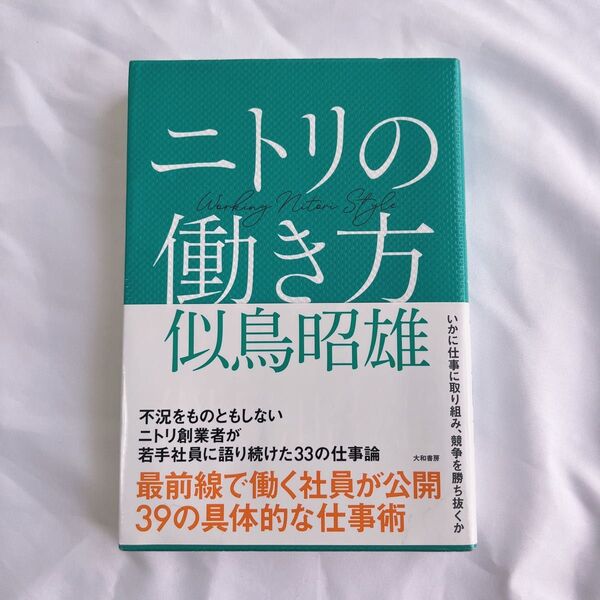 ニトリの
Working Nitori Style
働き方
似鳥昭雄
いかに仕事に取り組み、競争を勝ち抜くか
不況をものともしない
ニトリ創業者が
若手社員に語り続けた33の仕事論
大和書房
最前線で働く社員が公開
39の具体的な仕事術